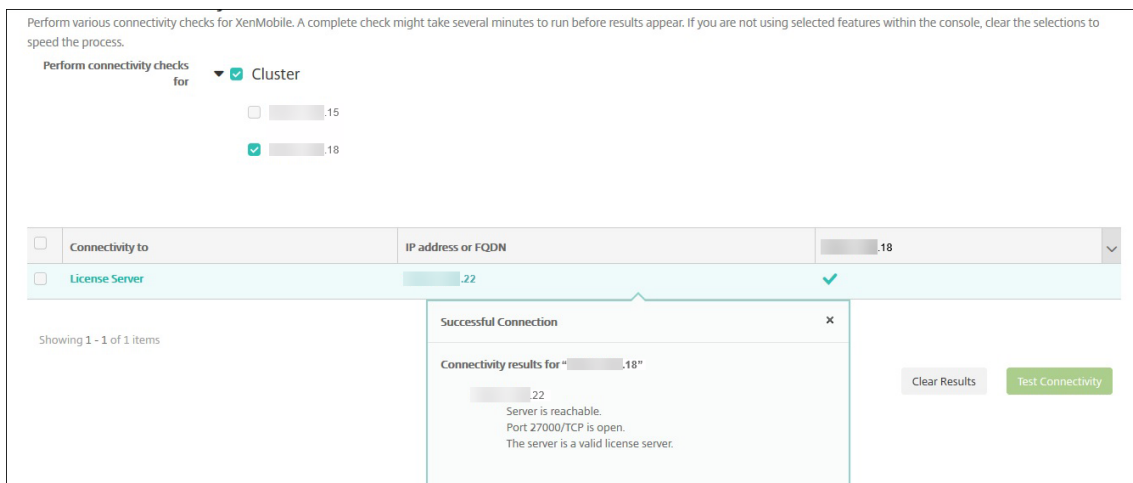 Perform various connectivity checks for XenMobile. A complete check might take several minutes to run before results appear. If you are not using selected features within the console, clear the selections to
speed the process.
Perform connectivity checks
for
Cluster
.15
.18
Connectivity to
IP address or FQDN
.18
License Server
.22
Showing 1 - 1 of 1 items
Successful Connection
×
Connectivity results for "          .18"
.22
Server is reachable.
Port 27000/TCP is open.
The server is a valid license server.
Clear Results
Test Connectivity